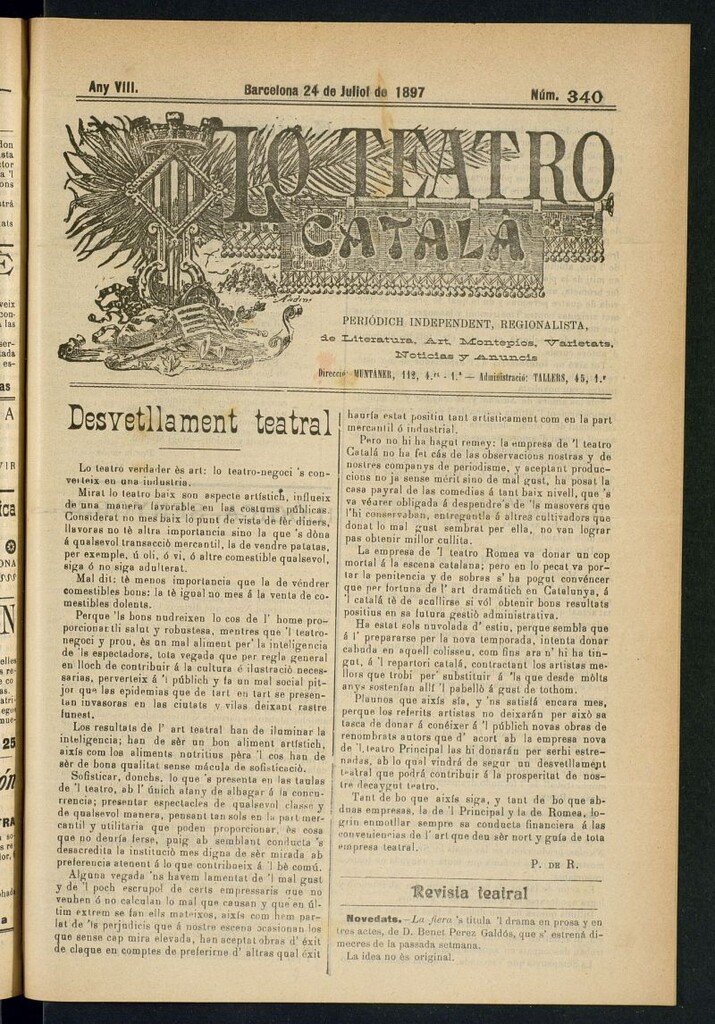 Any VIII.
Barcelona 24 de Juliol de 1897
Núm. 340
LO TEATRO
CATALÀ
PERIÓDICH INDEPENDENT, REGIONALISTA,
de Literatura, Art, Montepíos, Varietats,
Noticias y Anuncis
Direcció: MUNTANER, 112, 4.rt - 1.ª — Administració: TALLERS, 45, 1.r
Desvetllament teatral
Lo teatro verdader és art: lo teatro-negoci 's con-
verteix en una industria.
Mirat lo teatro baix son aspecte artístich, influeix
de una manera favorable en las costums públicas.
Considerat no mes baix lo punt de vista de fèr diners,
llavoras no té altra importancia sino la que 's dóna
á qualsevol transacció mercantil, la de vendre patatas,
per exemple, ú oli, ó vi, ó altre comestible qualsevol,
siga ó no siga adulterat.
Mal dit: té menos importancia que la de véndrer
comestibles bons: la té igual no mes á la venta de co-
mestibles dolents.
Perque 'ls bons nudreixen lo cos de l' home pro-
porcionantli salut y robustesa, mentres que 'l teatro-
negoci y prou, és un mal aliment per' la inteligencia
de 'ls espectadors, tota vegada que per regla general
en lloch de contribuir á la cultura é ilustració neces-
sarias, perverteix á 'l públich y fa un mal social pit-
jor que las epidemias que de tart en tart se presen-
tan invasoras en las ciutats y vilas deixant rastre
funest.
Los resultats de l' art teatral han de iluminar la
inteligencia; han de sèr un bon aliment artístich,
aixís com los aliments nutritius pèra 'l cos han de
sèr de bona qualitat sense mácula de sofisticació.
Sofisticar, donchs, lo que 's presenta en las taulas
de 'l teatro, ab l' únich afany de albagar á la concu-
rrencia; presentar espectacles de qualsevol classe y
de qualsevol manera, pensant tan sols en la part mer-
cantil y utilitaria que poden proporcionar, és cosa
que no deuría ferse, puig ab semblant conducta 's
desacredita la institució mes digna de sèr mirada ab
preferencia atenent á lo que contribueix á 'l bè comú.
Alguna vegada 'ns havem lamentat de 'l mal gust
y de 'l poch escrupol de certs empressaris que no
veuhen ó no calculan lo mal que causan y que en úl-
tim extrem se fan ells mateixos, aixís com hem par-
lat de 'ls perjudicis que á nostre escena ocasionan los
que sense cap mira elevada, han aceptat obras d' éxit
de claque en comptes de preferirne d' altras qual éxit
hauría estat positiu tant artísticament com en la part
mercantil ó industrial.
Pero no hi ha hagut remey: la empresa de 'l teatro
Catalá no ha fet cás de las observacions nostras y de
nostres companys de periodisme, y aceptant produc-
cions no ja sense mérit sino de mal gust, ha posat la
casa payral de las comedias á tant baix nivell, que 's
va véurer obligada á despendre's de 'ls masovers que
l'hi conservaban, entregantla á altres cultivadors que
donat lo mal gust sembrat per ella, no van lograr
pas obtenir millor cullita.
La empresa de 'l teatro Romea va donar un cop
mortal á la escena catalana; pero en lo pecat va por-
tar la penitencia y de sobras s' ha pogut convéncer
que per fortuna de l' art dramátich en Catalunya, á
'l catalá tè de acullirse si vól obtenir bons resultats
positius en sa futura gestió administrativa.
Ha estat sols nuvolada d' estiu, perque sembla que
á l' prepararse per la nova temporada, intenta donar
cabuda en aquell colisseu, com fins ara n' hi ha tin-
gut, á 'l repartori catalá, contractant los artistas me-
llors que trobi per' substituir á 'ls que desde mólts
anys sostenían allí 'l pabelló á gust de tothom.
Plaunos que aixís sía, y 'ns satisfá encara mes,
perque los referits artistas no deixarán per aixó sa
tasca de donar á conéixer á 'l públich novas obras de
renombrats autors que d' acort ab la empresa nova
de 'l teatro Principal las hi donarán per serhi estre-
nadas, ab lo qual vindrá de segur un desvetllament
teatral que podrá contribuir á la prosperitat de nos-
tre decaygut teatro.
Tant de bo que aixís siga, y tant de bo que ab-
duas empresas, la de 'l Principal y la de Romea, lo-
grin enmotllar sempre sa conducta financiera á las
conveniencias de l' art que deu sèr nort y guía de tota
empresa teatral.
P. DE R.
Revista teatral
Novedats.—La fiera 's titula 'l drama en prosa y en
tres actes, de D. Benet Perez Galdós, que s' estrená di-
mecres de la passada setmana.
La idea no és original.